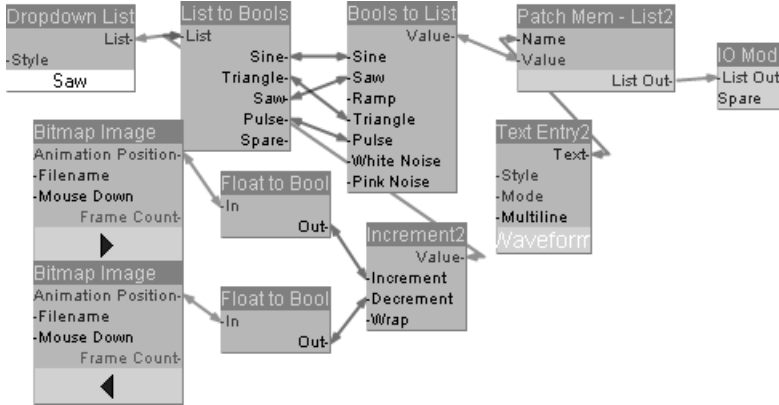 Dropdown List
List-
-Style
Saw
List to Bools
-List
Sine-
Triangle-
Saw-
Pulse-
Spare-
Bools to List
Value-
-Sine
-Saw
-Ramp
-Triangle
-Pulse
-White Noise
-Pink Noise
Patch Mem - List2
-Name
-Value
List Out-
IO Mod
-List Out
Spare
Bitmap Image
Animation Position-
-Filename
-Mouse Down
Frame Count-
Float to Bool
-In
Out-
Increment2
Value-
-Increment
-Decrement
-Wrap
Text Entry2
Text-
-Style
-Mode
-Multiline
Waveform
Bitmap Image
Animation Position-
-Filename
-Mouse Down
Frame Count-
Float to Bool
-In
Out-